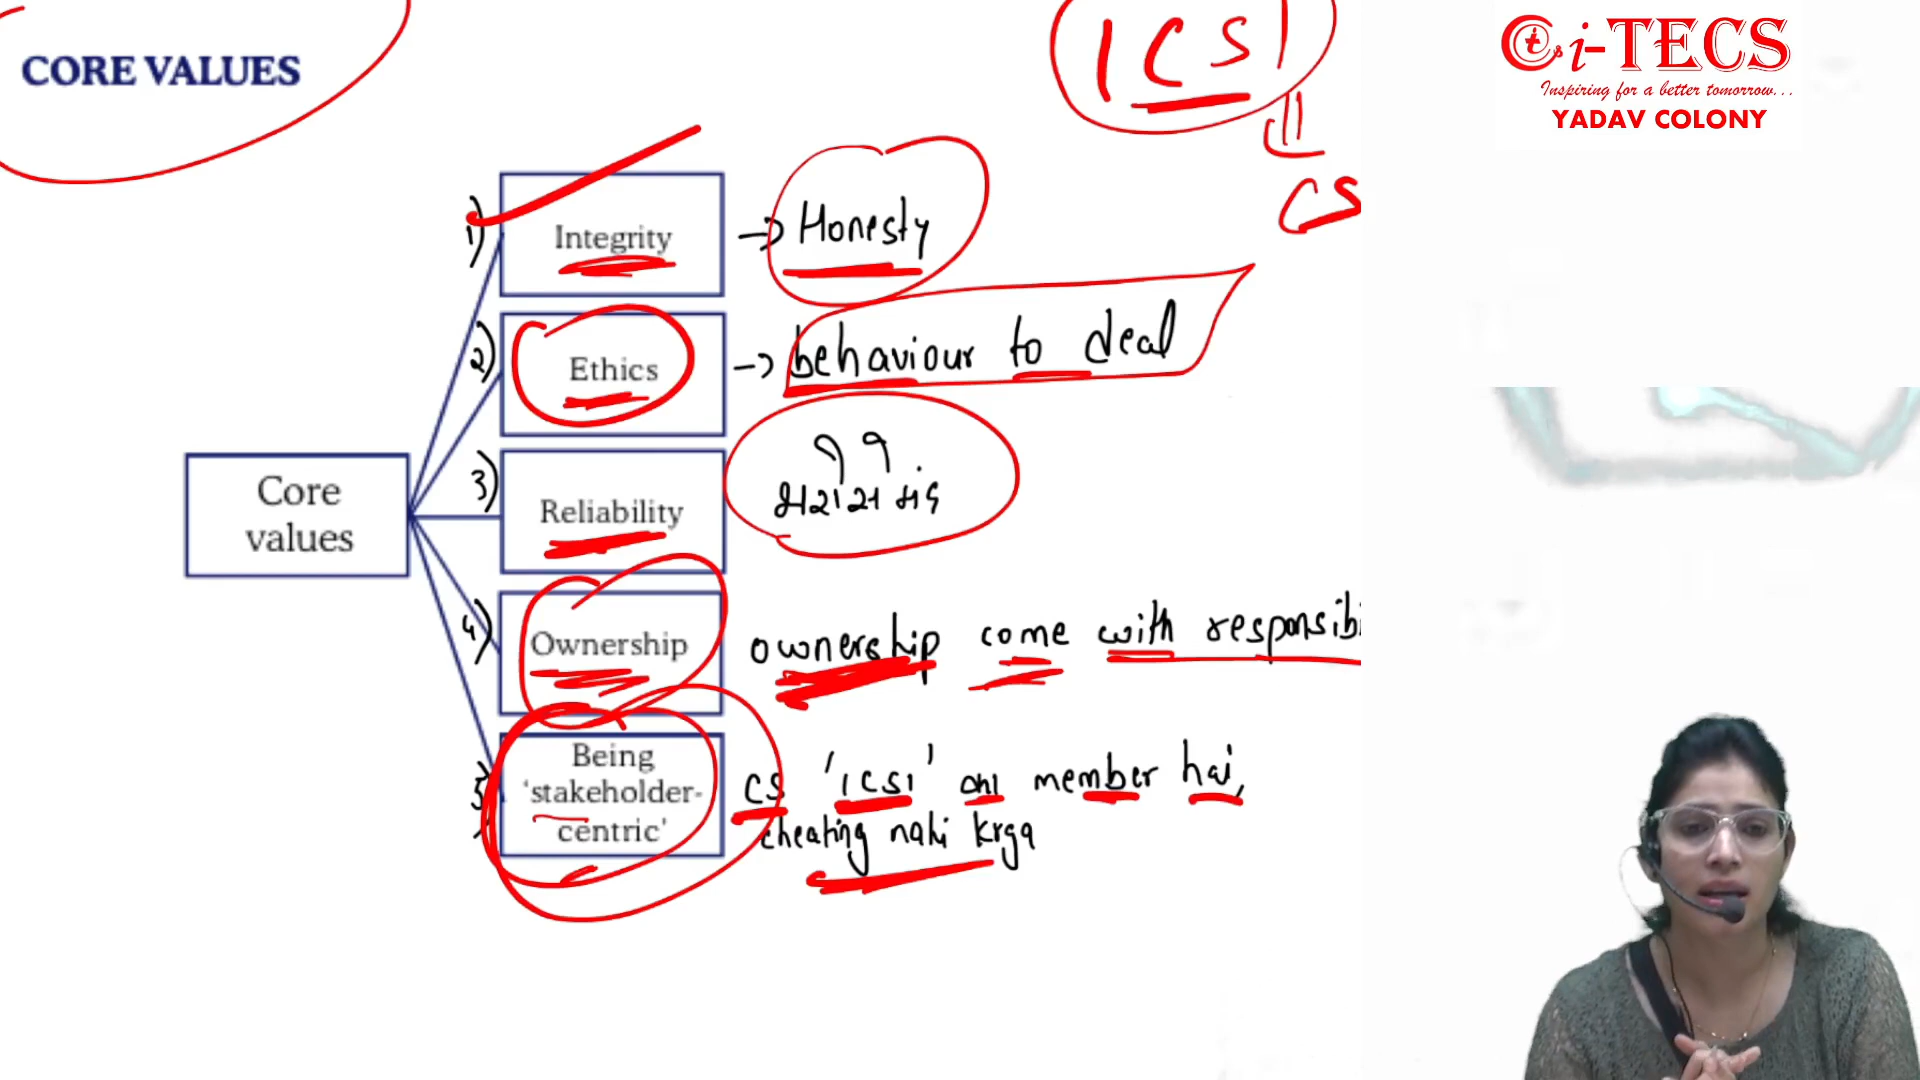 CORE VALUES
ICSI
CS
i-TECS
Inspiring for a better tomorrow...
YADAV COLONY
Core
values
1)
Integrity
→ Honesty
2)
Ethics
→ behaviour to deal
3)
Reliability
4)
Ownership
ownership come with responsibi
5)
Being
‘stakeholder-
centric’
CS 'ICSI' member hai,
cheating nahi krga